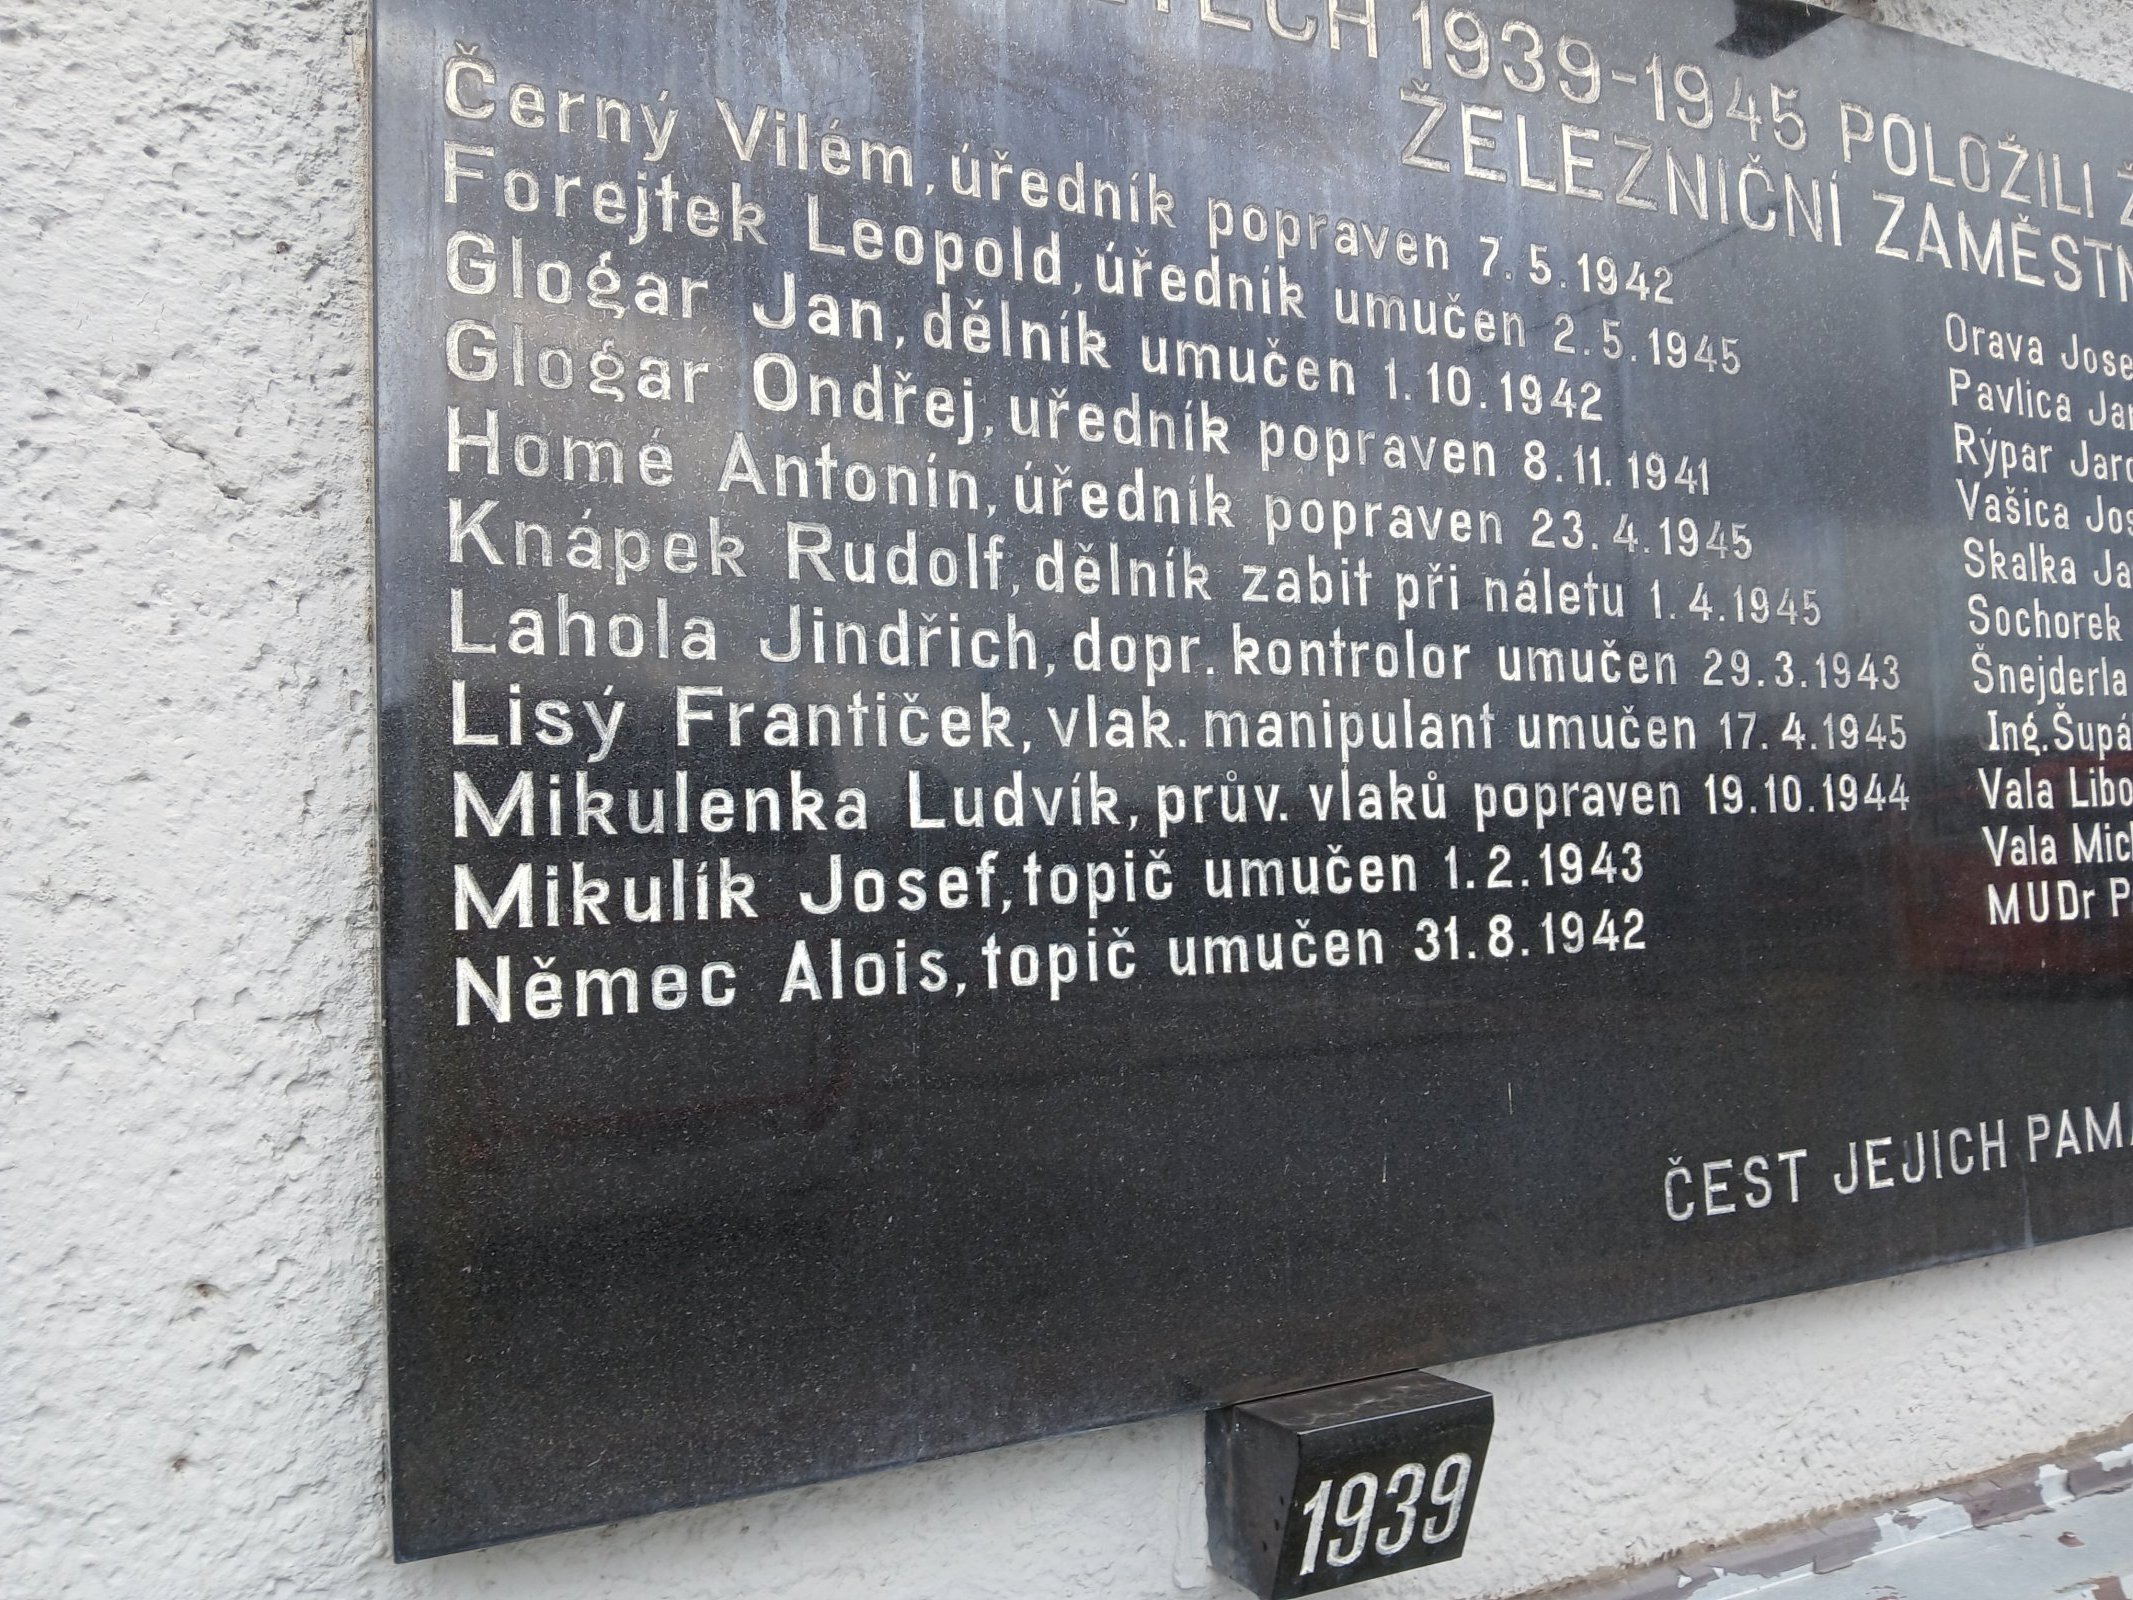 1939-1945 POLOŽILI
ŽELEZNIČNÍ
Černý Vilém, úředník popraven 7.5.1942
Forejtek Leopold, úředník umučen 2.5.1945
Glogar Jan, dělník umučen 1.10.1942
Glogar Ondřej, uředník popraven 8.11.1941
Homé Antonín, úředník popraven 23.4.1945
Knápek Rudolf, dělník zabit při náletu 1.4.1945
Lahola Jindřich, dopr. kontrolor umučen 29.3.1943
Lisý Frantiček, vlak. manipulant umučen 17.4.1945
Mikulenka Ludvík, prův. vlaků popraven 19.10.1944
Mikulík Josef, topič umučen 1.2.1943
Němec Alois, topič umučen 31.8.1942
Orava
Pavlica
Rýpar
Vašica
Skalka
Sochorek
Šnejderla
Ing.
Vala
Vala
MUDr
ČEST JEJICH
1939